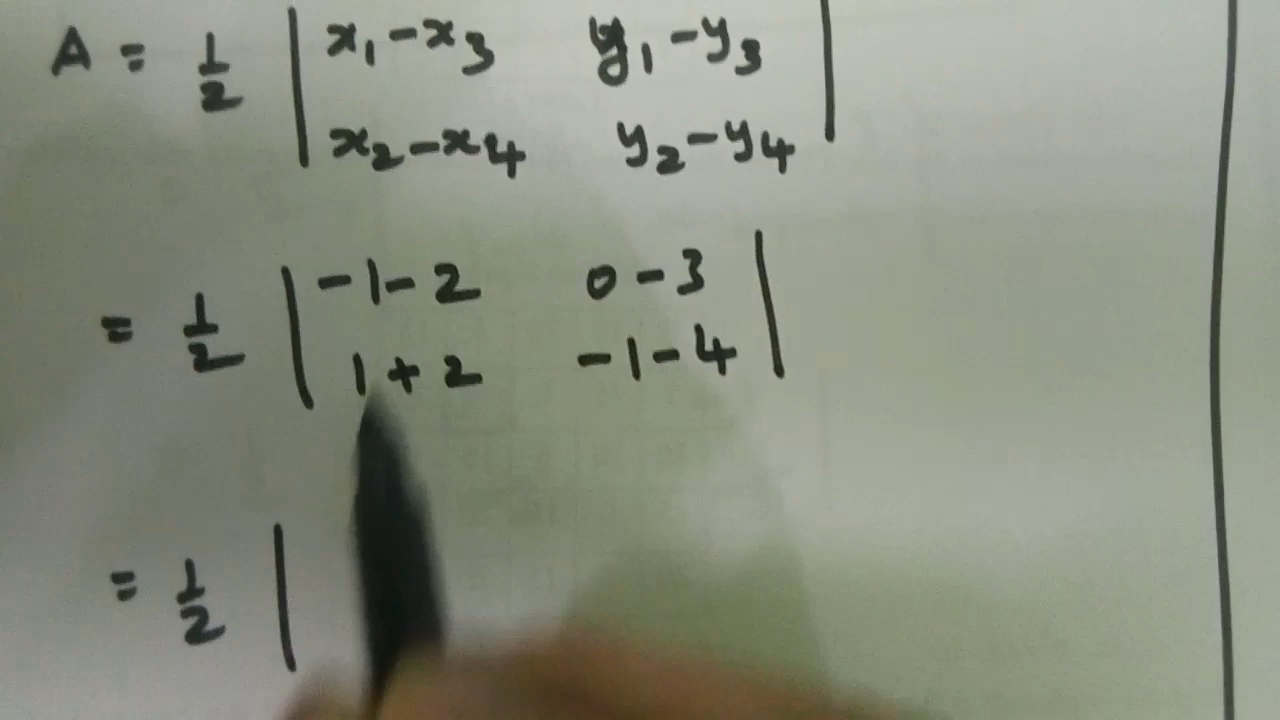 A = 1/2 | x₁ - x₃ y₁ - y₃ |
| x₂ - x₄ y₂ - y₄ |
= 1/2 | -1 - 2 0 - 3 |
| 1 + 2 -1 - 4 |
= 1/2 |